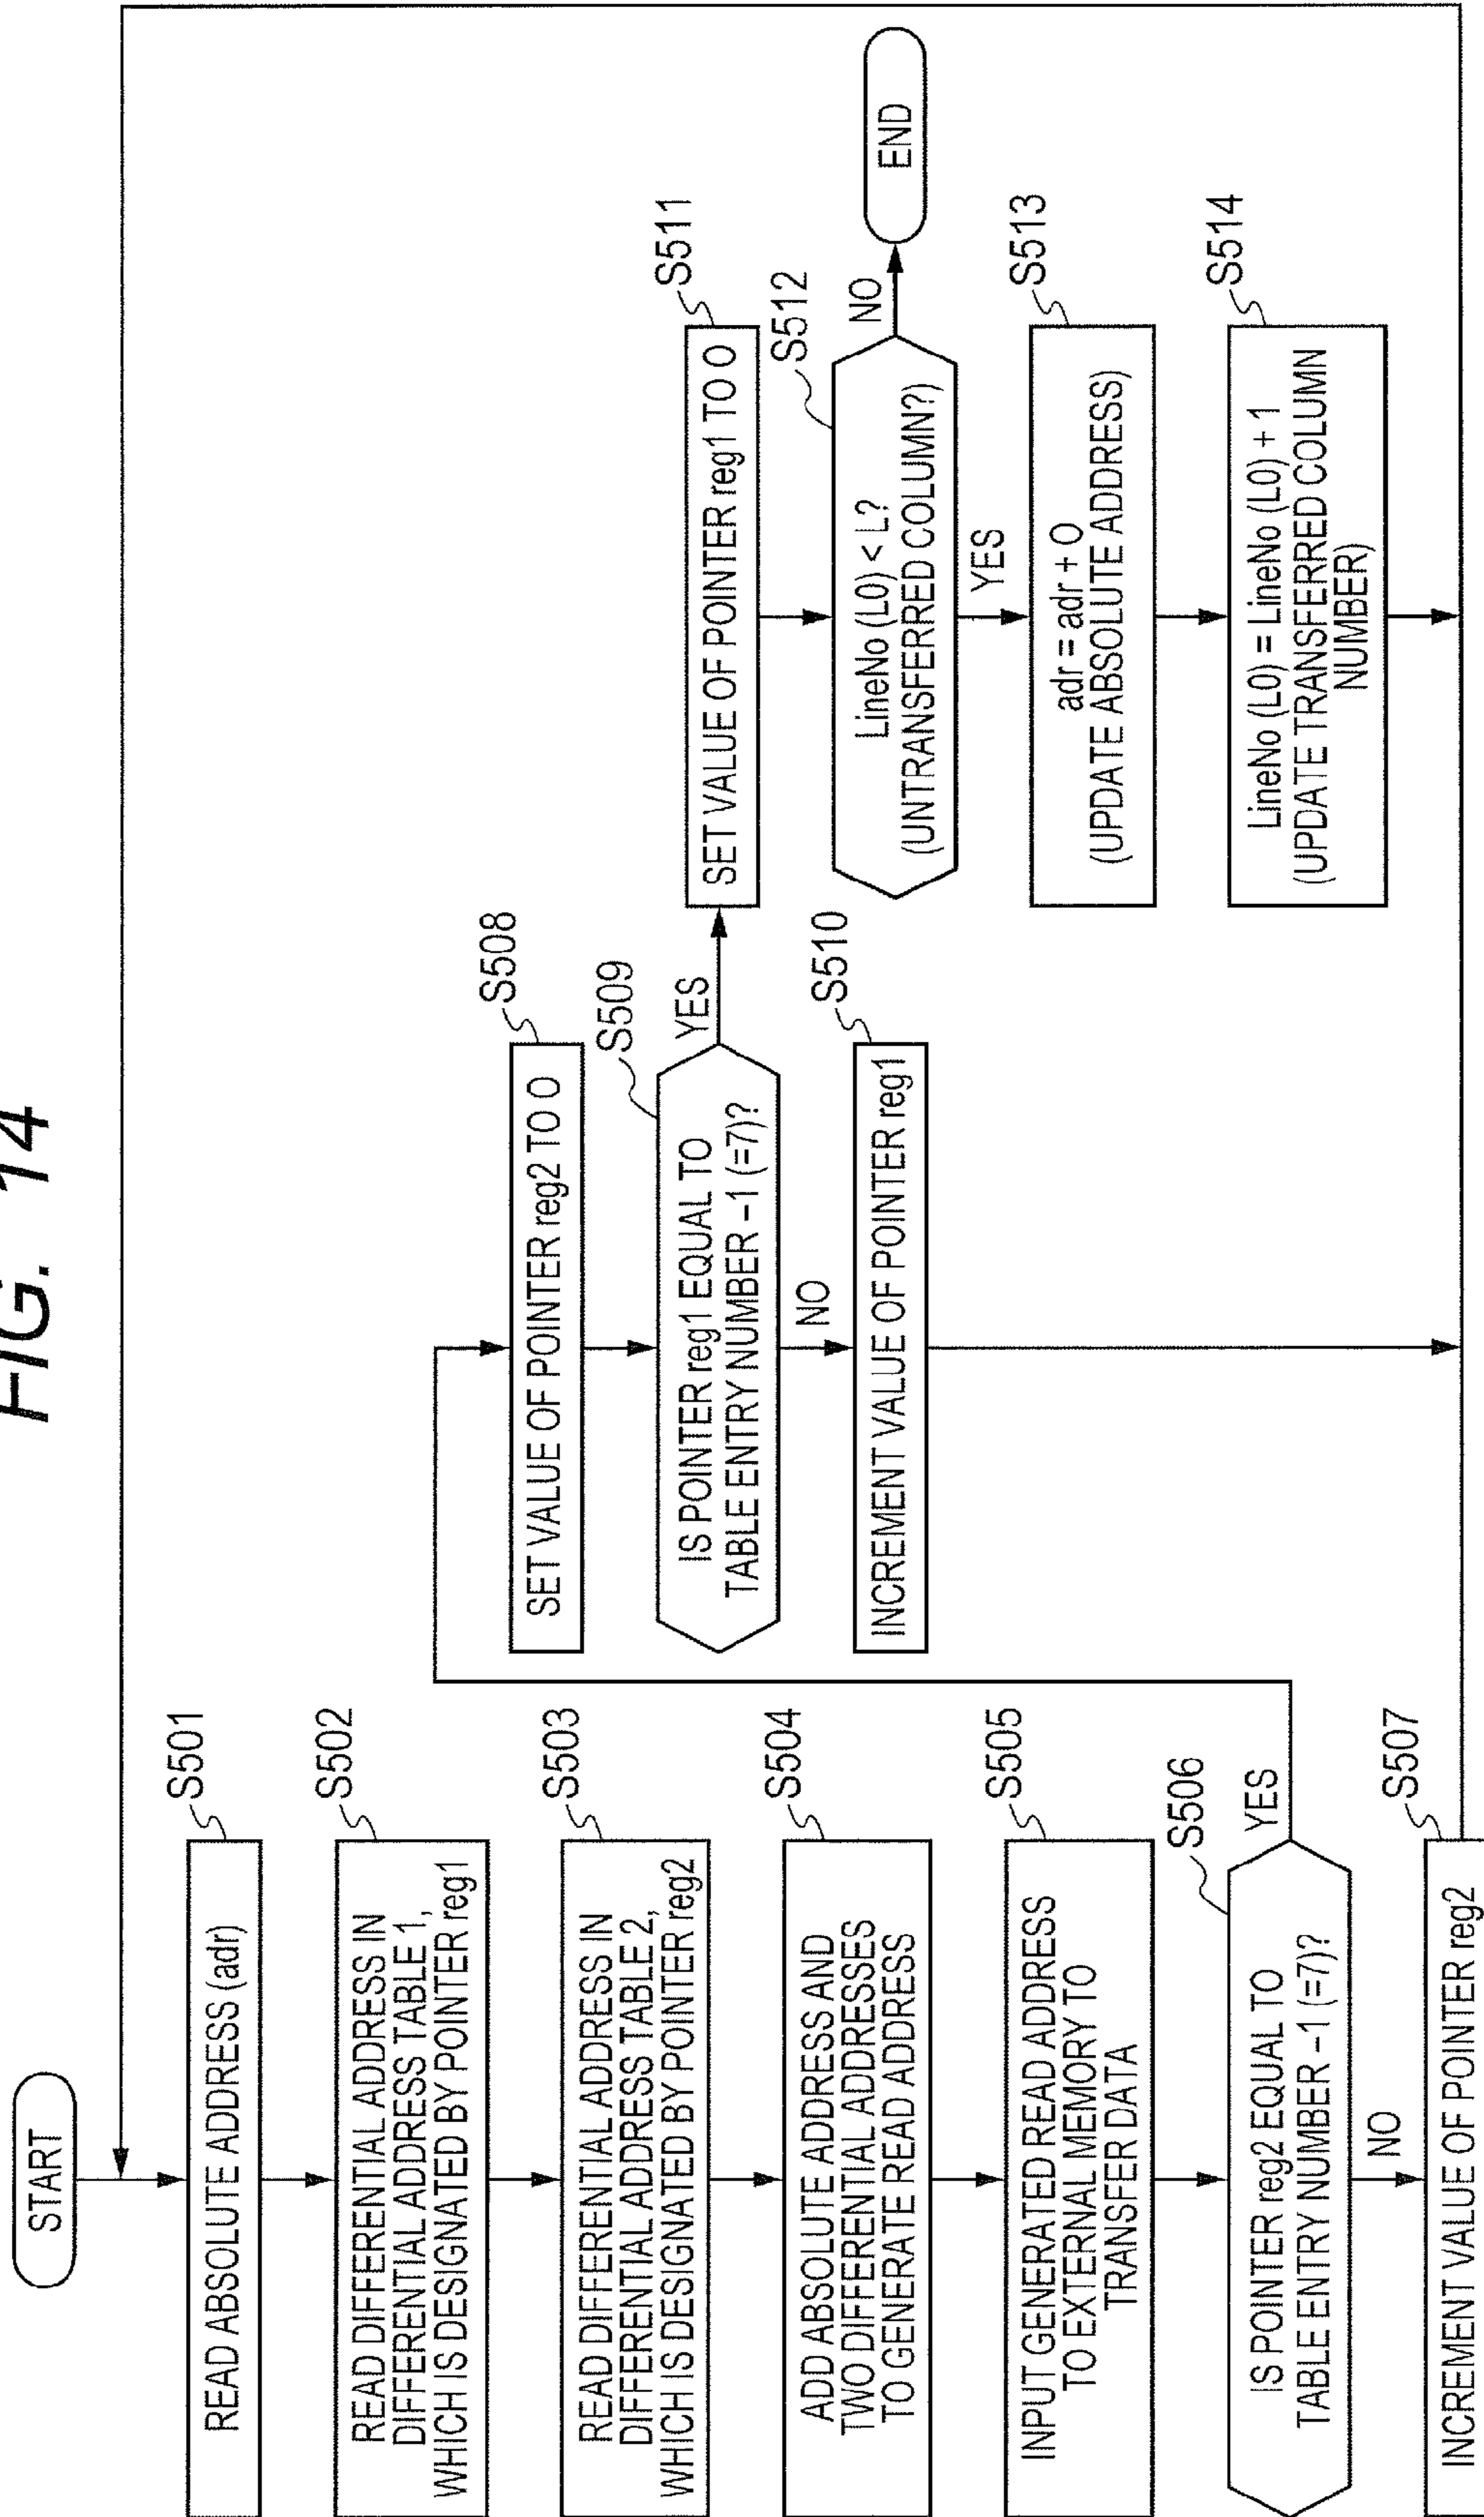 FIG. 14
START
S501
READ ABSOLUTE ADDRESS (adr)
S502
READ DIFFERENTIAL ADDRESS IN
DIFFERENTIAL ADDRESS TABLE 1,
WHICH IS DESIGNATED BY POINTER reg1
S503
READ DIFFERENTIAL ADDRESS IN
DIFFERENTIAL ADDRESS TABLE 2,
WHICH IS DESIGNATED BY POINTER reg2
S504
ADD ABSOLUTE ADDRESS AND
TWO DIFFERENTIAL ADDRESSES
TO GENERATE READ ADDRESS
S505
INPUT GENERATED READ ADDRESS
TO EXTERNAL MEMORY TO
TRANSFER DATA
S506
IS POINTER reg2 EQUAL TO
TABLE ENTRY NUMBER –1 (=7)?
YES
NO
S507
INCREMENT VALUE OF POINTER reg2
S508
SET VALUE OF POINTER reg2 TO O
S509
IS POINTER reg1 EQUAL TO
TABLE ENTRY NUMBER –1 (=7)?
YES
NO
S510
INCREMENT VALUE OF POINTER reg1
S511
SET VALUE OF POINTER reg1 TO O
S512
LineNo (L0) < L?
(UNTRANSFERRED COLUMN?)
NO
END
YES
S513
adr = adr + O
(UPDATE ABSOLUTE ADDRESS)
S514
LineNo (L0) = LineNo (L0) + 1
(UPDATE TRANSFERRED COLUMN
NUMBER)